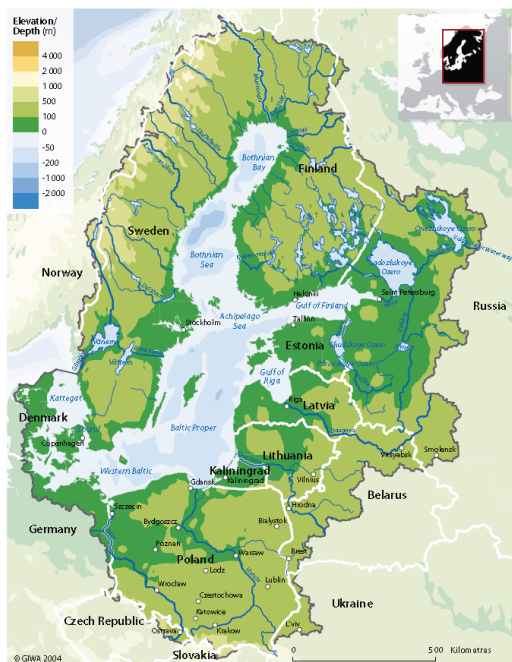 Elevation/
Depth (m)
4 000
2 000
1 000
500
100
0
-50
-200
-1 000
-2 000
Bothnian
Bay
Finland
Sweden
Bothnian
Sea
Norway
Ladozhskoye
Ozero
Helsinki
Gulf of Finland
Saint Petersburg
Russia
Stockholm
Archipelago
Sea
Tallinn
Estonia
Vänern
Vättern
Gulf of
Riga
Kattegat
Riga
Latvia
Denmark
Sound
Copenhagen
Baltic Proper
Daugava
Smolensk
Lithuania
Vitsyebsk
Western Baltic
Kaliningrad
Kaliningrad
Vilnius
Belarus
Gdansk
Szczecin
Hrodna
Germany
Bydgoszcz
Bialystok
Poznan
Warsaw
Brest
Poland
Lodz
Wroclaw
Lublin
Czestochowa
Ukraine
Katowice
Czech Republic
Ostrava
Krakow
L'viv
Slovakia
0
500
Kilometres
© GIWA 2004